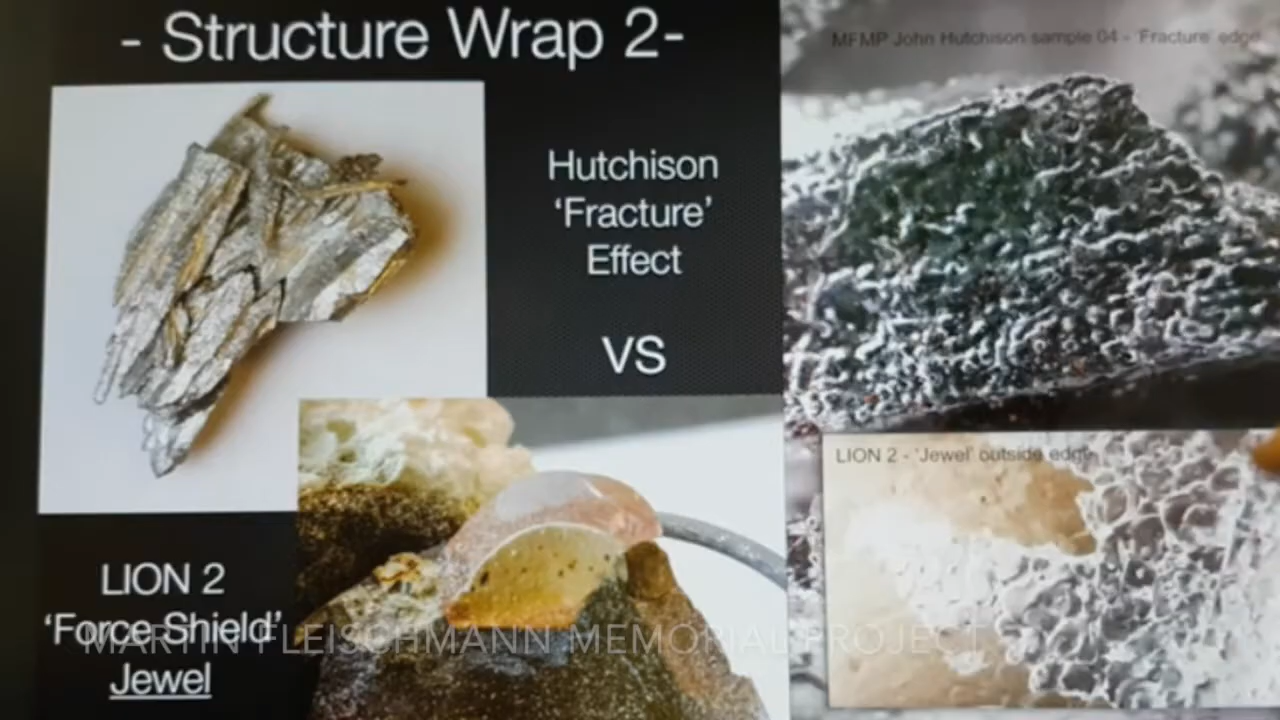 - Structure Wrap 2-
Hutchison
‘Fracture’
Effect
VS
LION 2
‘Force Shield’
Jewel
MFMP John Hutchison sample 04 - ‘Fracture’ edge
LION 2 - ‘Jewel’ outside edge
MARTIN FLEISCHMANN MEMORIAL PROJECT